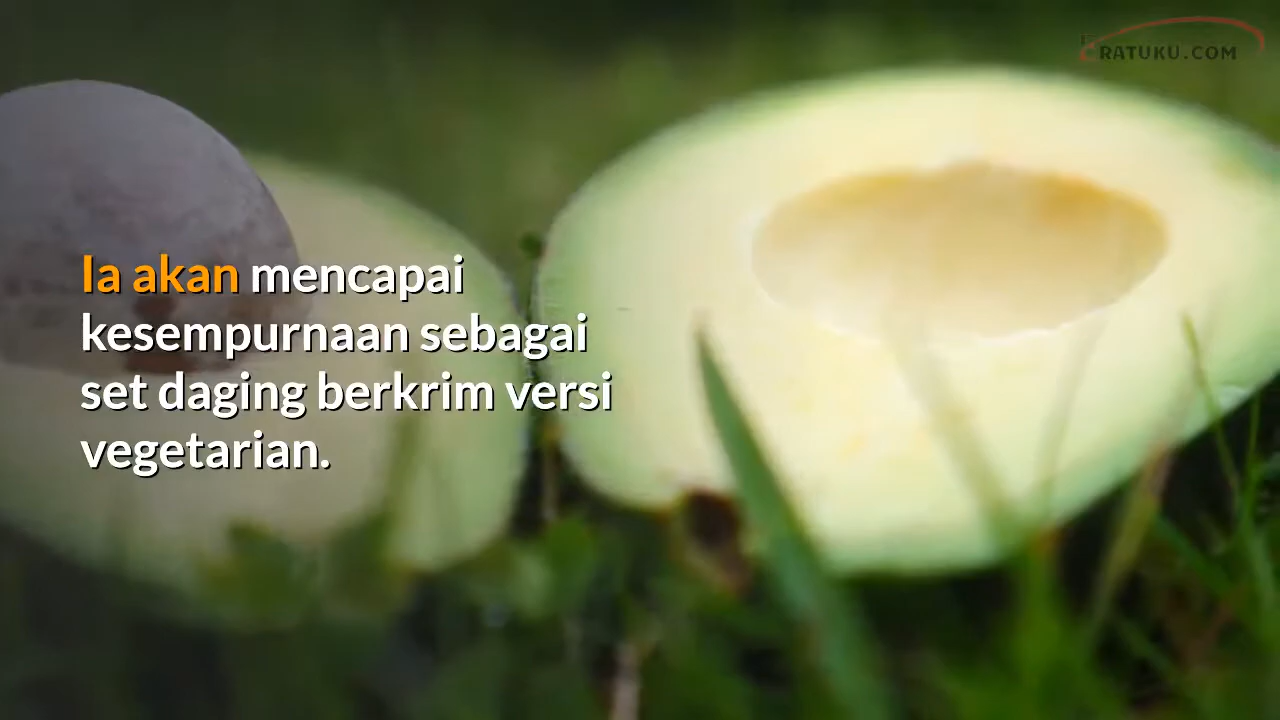 RATUKU.COM
Ia akan mencapai
kesempurnaan sebagai
set daging berkrim versi
vegetarian.